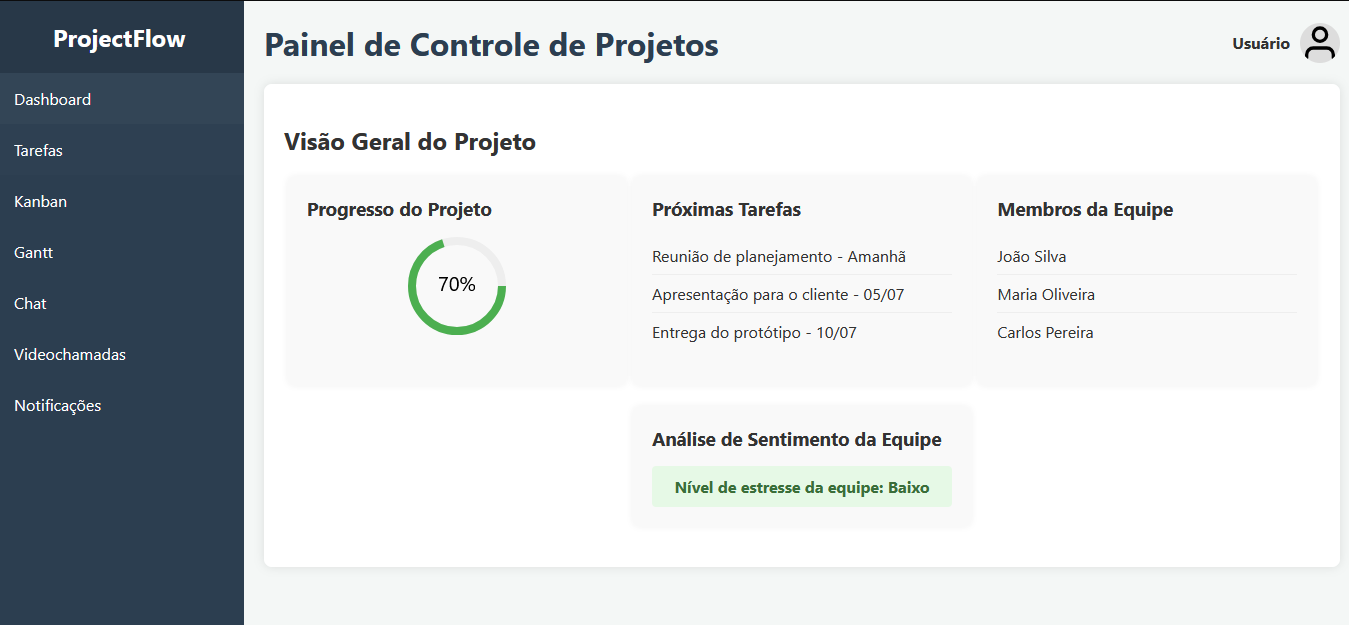 ProjectFlow
Dashboard
Tarefas
Kanban
Gantt
Chat
Videochamadas
Notificações
Painel de Controle de Projetos
Usuário
Visão Geral do Projeto
Progresso do Projeto
70%
Próximas Tarefas
Reunião de planejamento - Amanhã
Apresentação para o cliente - 05/07
Entrega do protótipo - 10/07
Membros da Equipe
João Silva
Maria Oliveira
Carlos Pereira
Análise de Sentimento da Equipe
Nível de estresse da equipe: Baixo